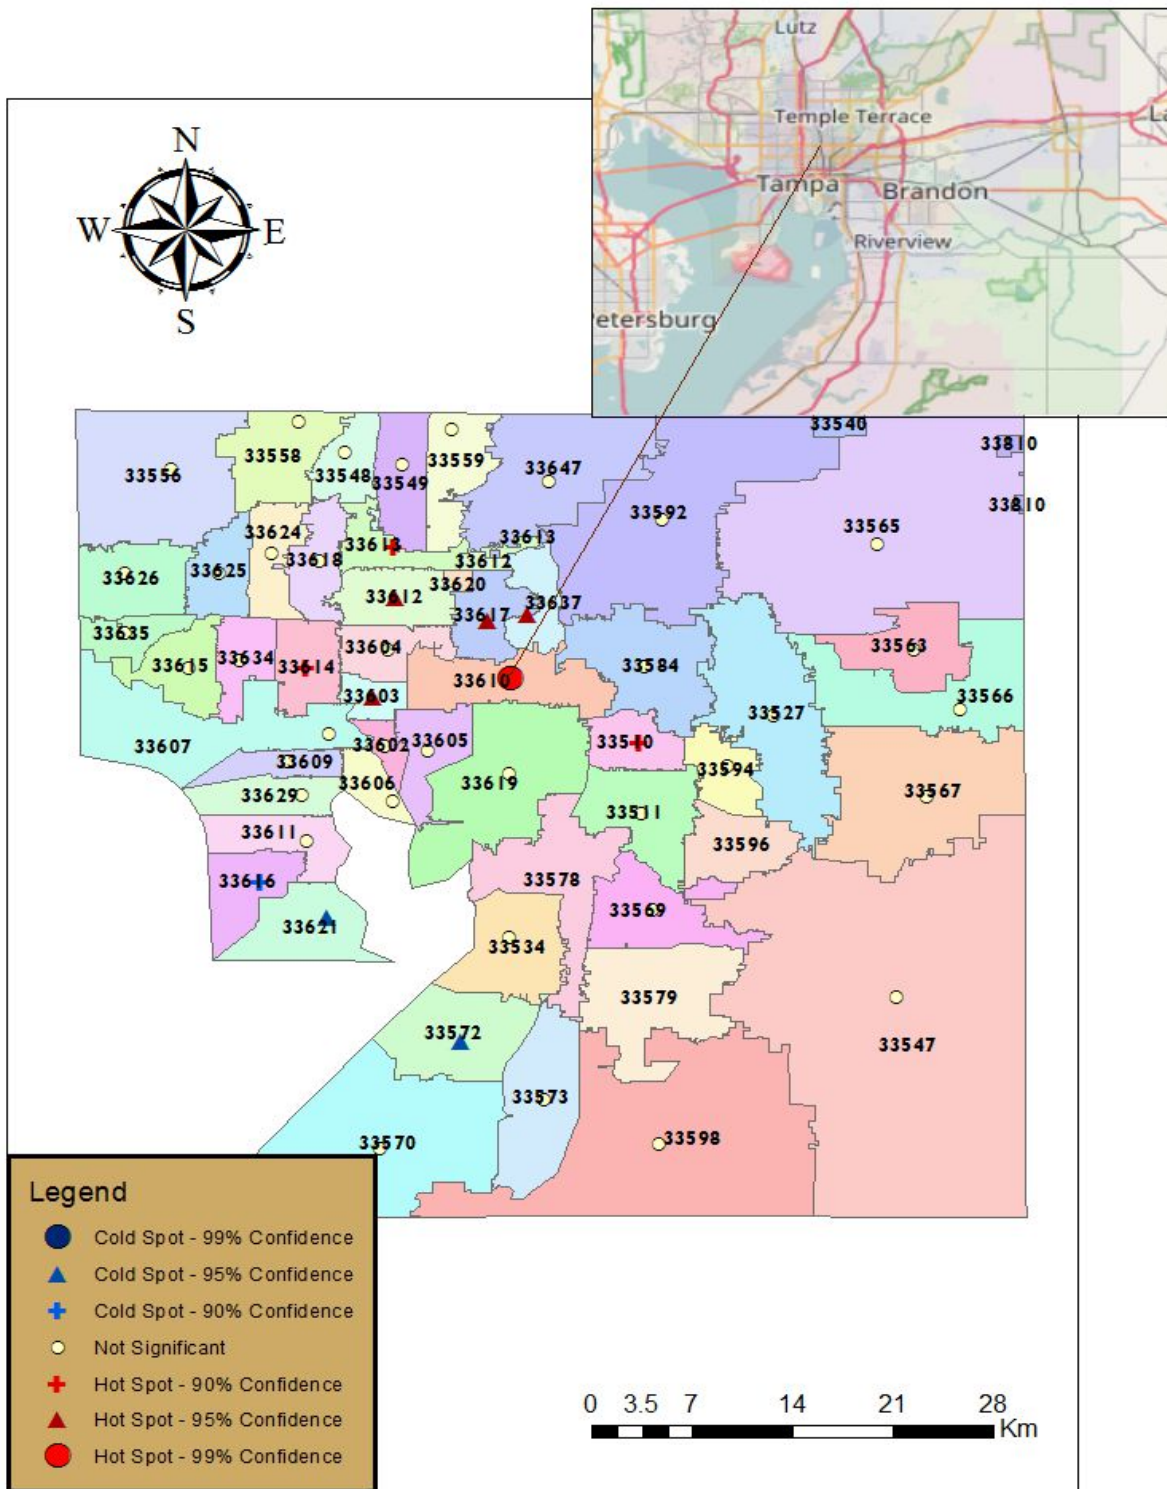 Lutz
Temple Terrace
La
Tampa
Brandon
Riverview
Petersburg
N
W
E
S
33540
33810
33558
33559
33556
33548
33549
33647
33810
33592
33565
33624
33613
33613
33618
33612
33626
33625
33620
33612
33637
33617
33635
33604
33563
33615
33634
33614
33584
33610
33603
33566
33527
33607
33602
33605
33510
33609
33594
33606
33619
33567
33629
33511
33611
33596
33616
33578
33569
33621
33534
33579
33572
33547
33573
33570
33598
Legend
Cold Spot - 99% Confidence
Cold Spot - 95% Confidence
Cold Spot - 90% Confidence
Not Significant
Hot Spot - 90% Confidence
Hot Spot - 95% Confidence
Hot Spot - 99% Confidence
0 3.5 7 14 21 28
Km